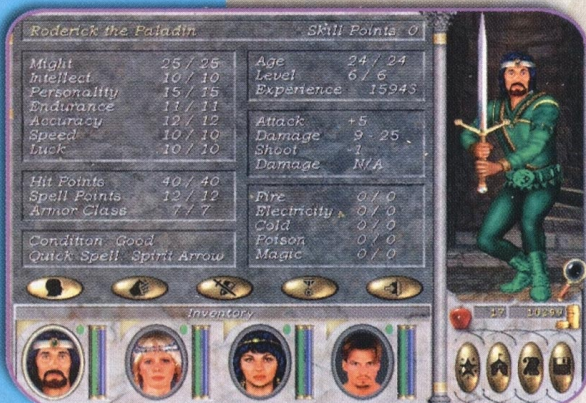 Roderick the Paladin Skill Points 0
Might 25 / 25
Intellect 10 / 10
Personality 15 / 15
Endurance 11 / 11
Accuracy 12 / 12
Speed 10 / 10
Luck 10 / 10
Age 24 / 24
Level 6 / 6
Experience 15943
Attack +5
Damage 9 - 25
Shoot -1
Damage N/A
Hit Points 40 / 40
Spell Points 12 / 12
Armor Class 7 / 7
Fire 0 / 0
Electricity 0 / 0
Cold 0 / 0
Poison 0 / 0
Magic 0 / 0
Condition Good
Quick Spell Spirit Arrow
Inventory
17